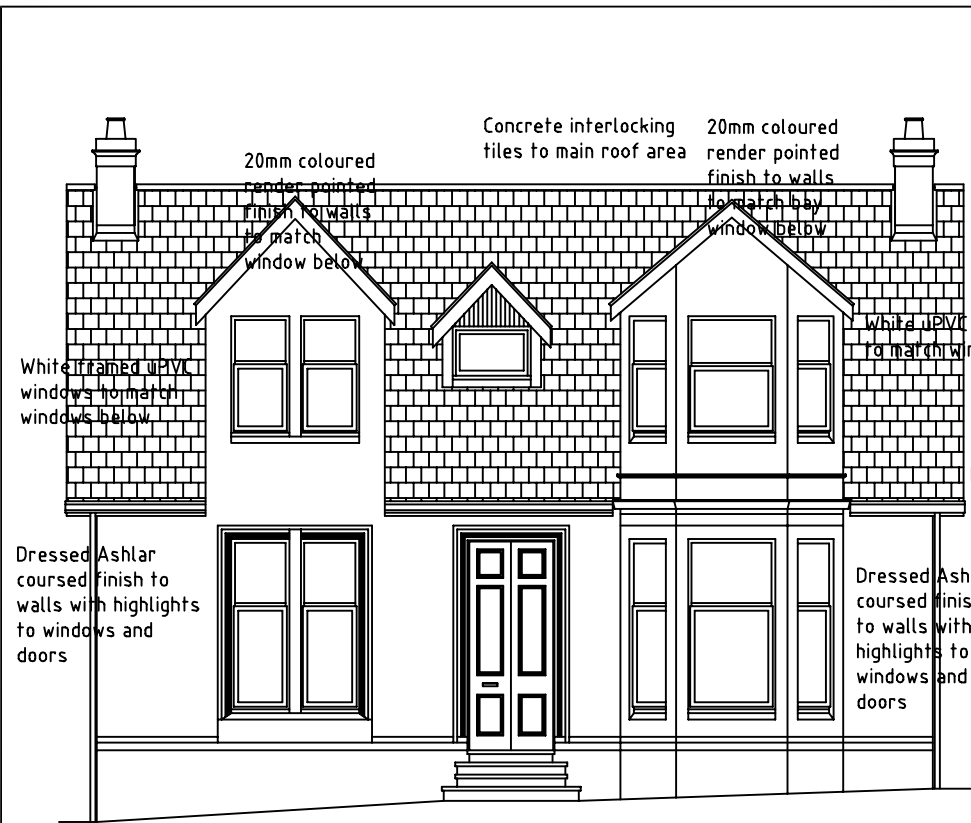 Concrete interlocking
tiles to main roof area
20mm coloured
render pointed
finish to walls
to match bay
window below
20mm coloured
render pointed
finish to walls
to match
window below
White uPVC
to match
White framed uPVC
windows to match
windows below
Dressed Ashlar
coursed finish to
walls with highlights
to windows and
doors
Dressed
coursed
to walls with
highlights to
windows and
doors